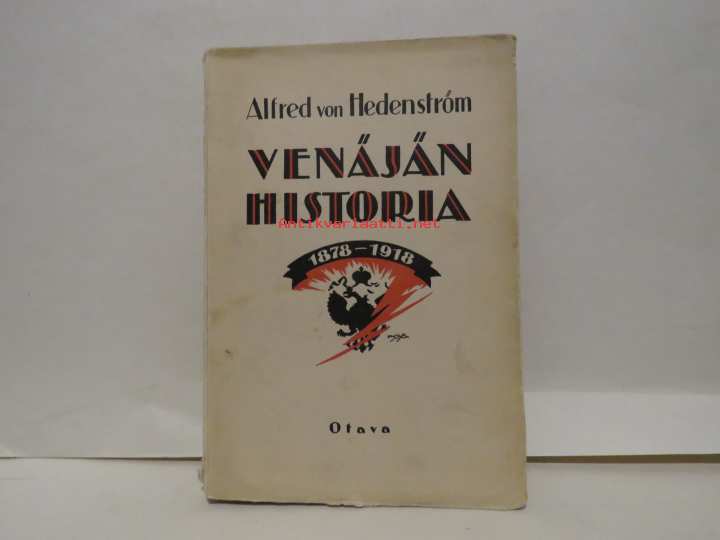 Alfred von Hedenström
VENÄJÄN
HISTORIA
Antikvariaatti.net
1878-1918
Otava